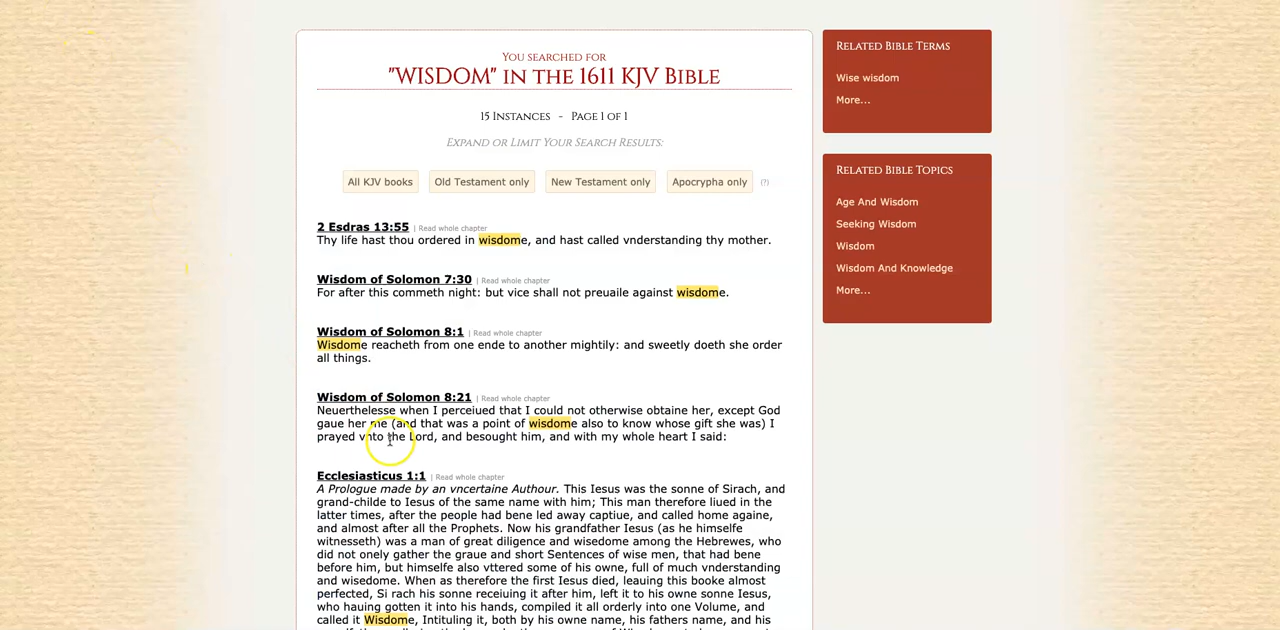 You searched for
"Wisdom" in the 1611 KJV Bible
15 Instances - Page 1 of 1
Expand or Limit Your Search Results:
All KJV books Old Testament only New Testament only Apocrypha only (?)
2 Esdras 13:55 | Read whole chapter
Thy life hast thou ordered in wisdome, and hast called vnderstanding thy mother.
Wisdom of Solomon 7:30 | Read whole chapter
For after this commeth night: but vice shall not preuaile against wisdome.
Wisdom of Solomon 8:1 | Read whole chapter
Wisdome reacheth from one ende to another mightily: and sweetly doeth she order
all things.
Wisdom of Solomon 8:21 | Read whole chapter
Neuerthelesse when I perceiued that I could not otherwise obtaine her, except God
gaue her me (and that was a point of wisdome also to know whose gift she was) I
prayed vnto the Lord, and besought him, and with my whole heart I said:
Ecclesiasticus 1:1 | Read whole chapter
A Prologue made by an vncertaine Authour. This Iesus was the sonne of Sirach, and
grand-childe to Iesus of the same name with him; This man therefore liued in the
latter times, after the people had bene led away captiue, and called home againe,
and almost after all the Prophets. Now his grandfather Iesus (as he himselfe
witnesseth) was a man of great diligence and wisedome among the Hebrewes, who
did not onely gather the graue and short Sentences of wise men, that had bene
before him, but himselfe also vttered some of his owne, full of much vnderstanding
and wisedome. When as therefore the first Iesus died, leauing this booke almost
perfected, Si rach his sonne receiuing it after him, left it to his owne sonne Iesus,
who hauing gotten it into his hands, compiled it all orderly into one Volume, and
called it Wisdome, Intituling it, both by his owne name, his fathers name, and his
Related Bible Terms
Wise wisdom
More...
Related Bible Topics
Age And Wisdom
Seeking Wisdom
Wisdom
Wisdom And Knowledge
More...